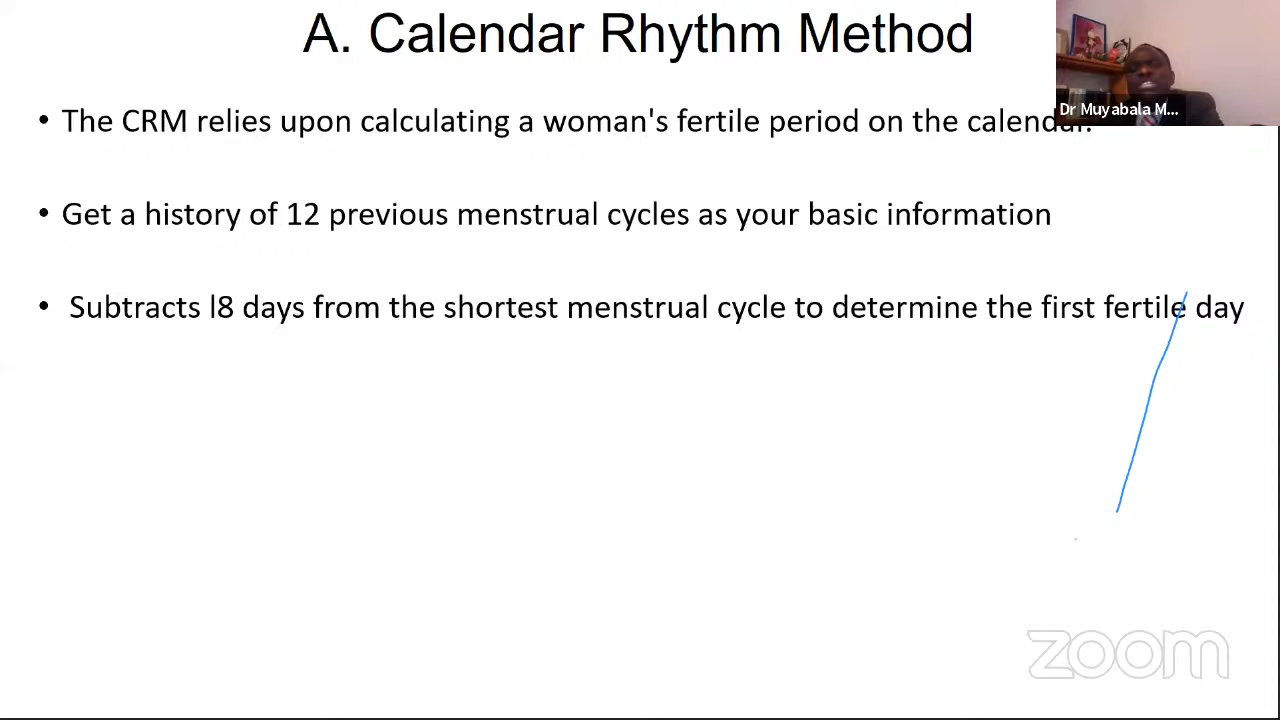 A. Calendar Rhythm Method
Dr Muyabala M...
• The CRM relies upon calculating a woman's fertile period on the calendar.
• Get a history of 12 previous menstrual cycles as your basic information
• Subtracts l8 days from the shortest menstrual cycle to determine the first fertile day
zoom